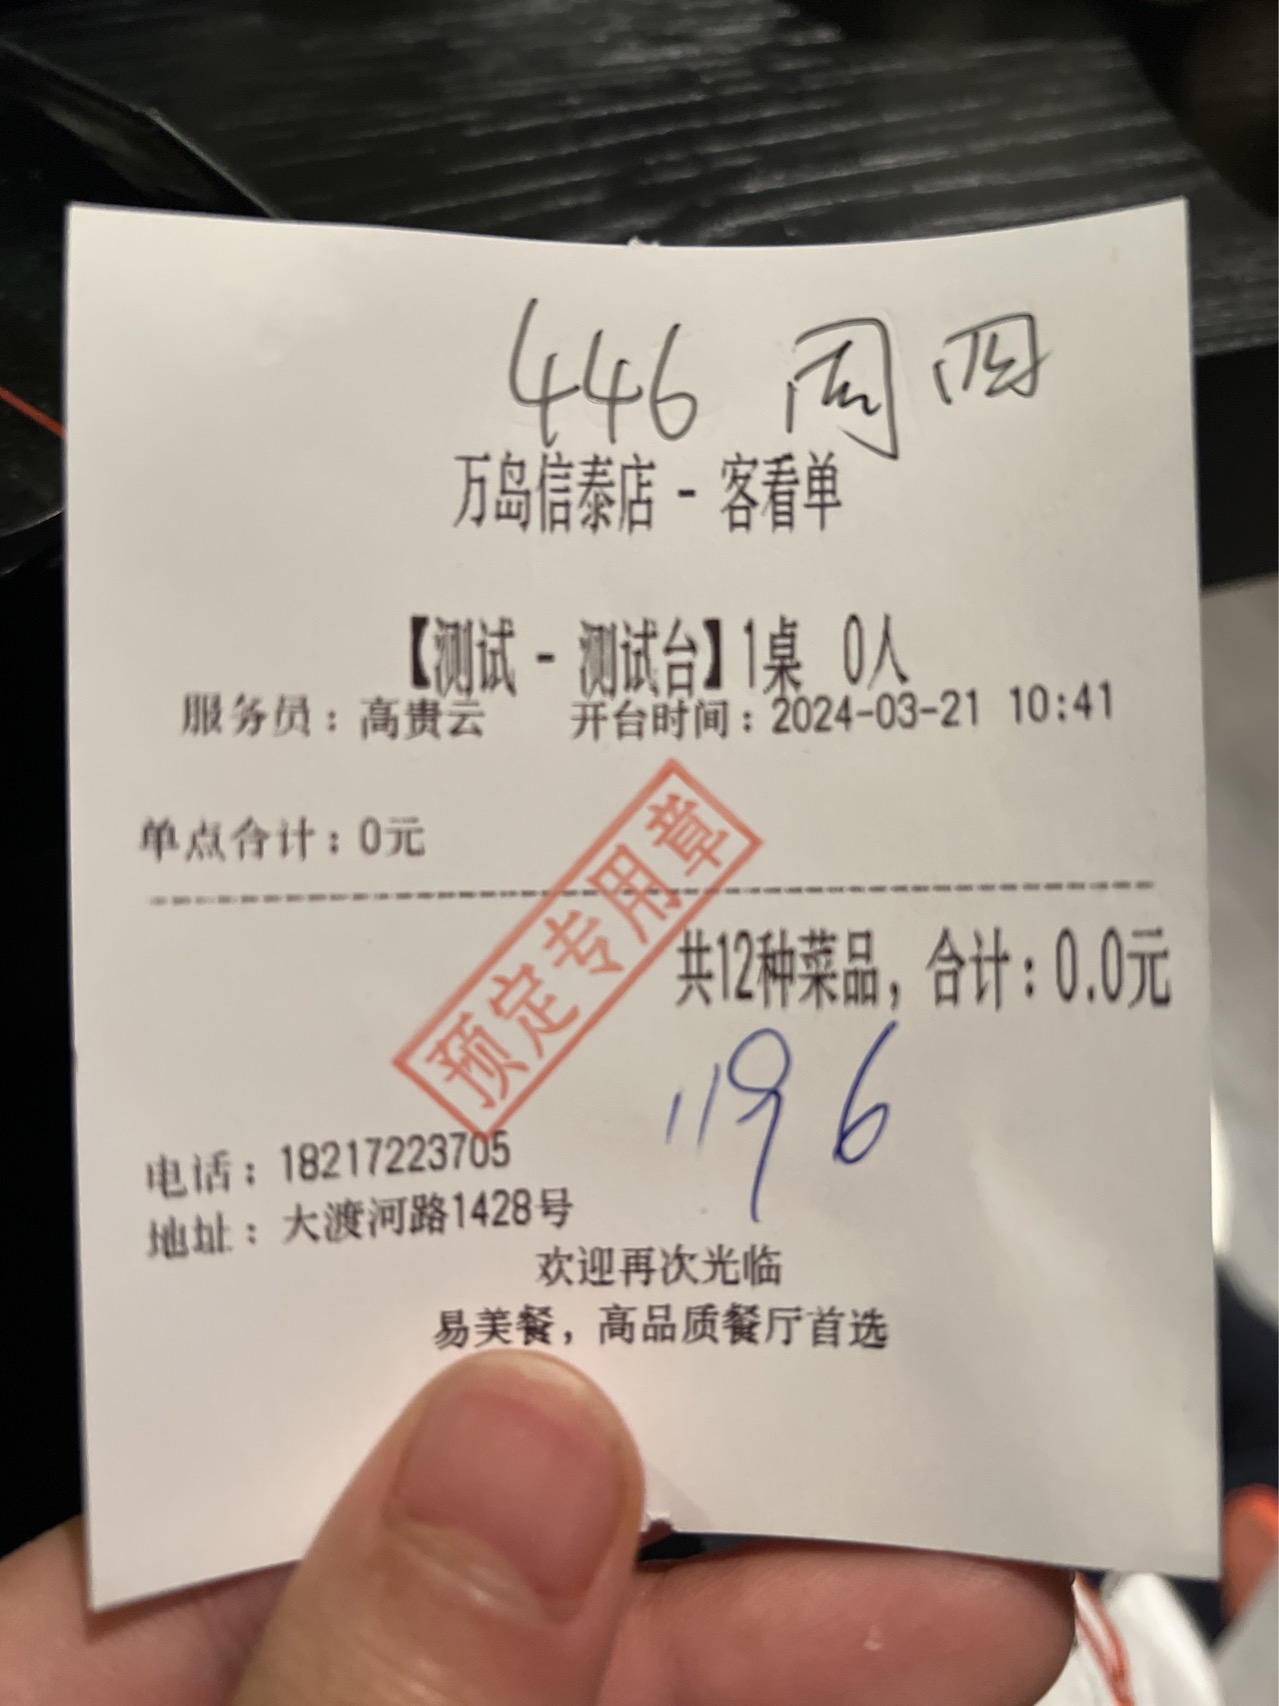 446 周四
万岛信泰店 - 客看单
【测试 - 测试台】1桌 0人
服务员：高贵云 开台时间：2024-03-21 10:41
单点合计：0元
预定专用章
共12种菜品，合计：0.0元
1196
电话：18217223705
地址：大渡河路1428号
欢迎再次光临
易美餐，高品质餐厅首选